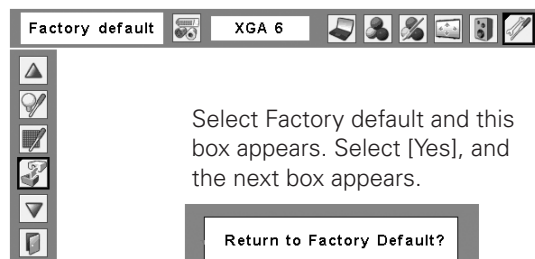 Factory default
XGA 6
Select Factory default and this
box appears. Select [Yes], and
the next box appears.
Return to Factory Default?